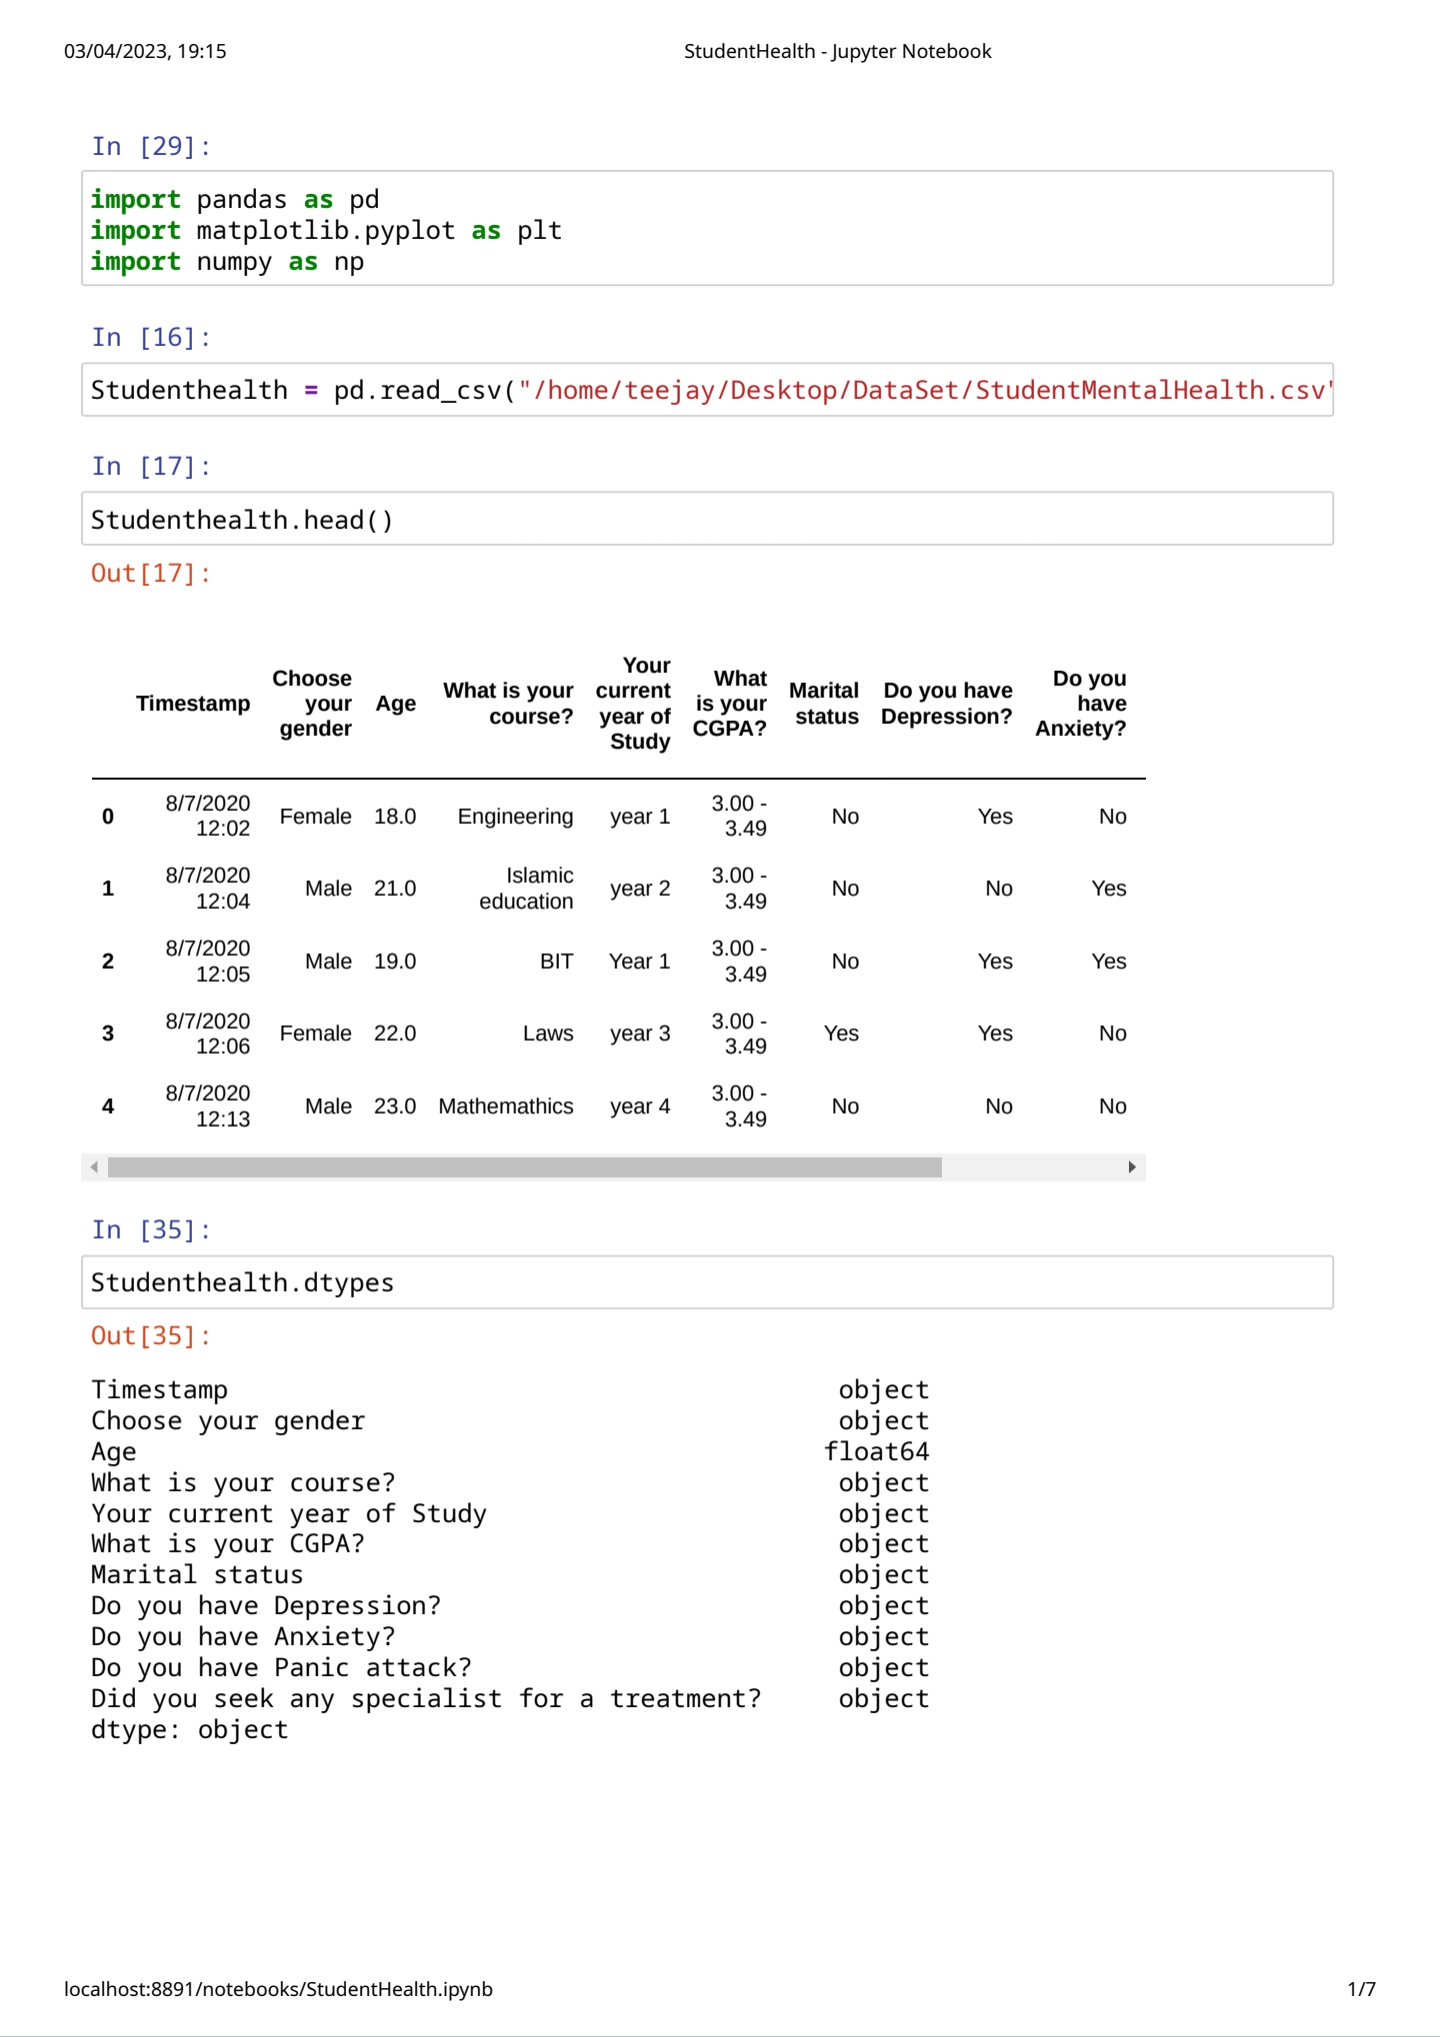 03/04/2023, 19:15 StudentHealth - Jupyter Notebook
In [29]:
import pandas as pd
import matplotlib.pyplot as plt
import numpy as np
In [16]:
Studenthealth = pd.read_csv("/home/teejay/Desktop/DataSet/StudentMentalHealth.csv"
In [17]:
Studenthealth.head()
Out[17]:
Timestamp Choose your gender Age What is your course? Your current year of Study What is your CGPA? Marital status Do you have Depression? Do you have Anxiety?
0 8/7/2020 12:02 Female 18.0 Engineering year 1 3.00 - 3.49 No Yes No
1 8/7/2020 12:04 Male 21.0 Islamic education year 2 3.00 - 3.49 No No Yes
2 8/7/2020 12:05 Male 19.0 BIT Year 1 3.00 - 3.49 No Yes Yes
3 8/7/2020 12:06 Female 22.0 Laws year 3 3.00 - 3.49 Yes Yes No
4 8/7/2020 12:13 Male 23.0 Mathemathics year 4 3.00 - 3.49 No No No
In [35]:
Studenthealth.dtypes
Out[35]:
Timestamp object
Choose your gender object
Age float64
What is your course? object
Your current year of Study object
What is your CGPA? object
Marital status object
Do you have Depression? object
Do you have Anxiety? object
Do you have Panic attack? object
Did you seek any specialist for a treatment? object
dtype: object
localhost:8891/notebooks/StudentHealth.ipynb 1/7